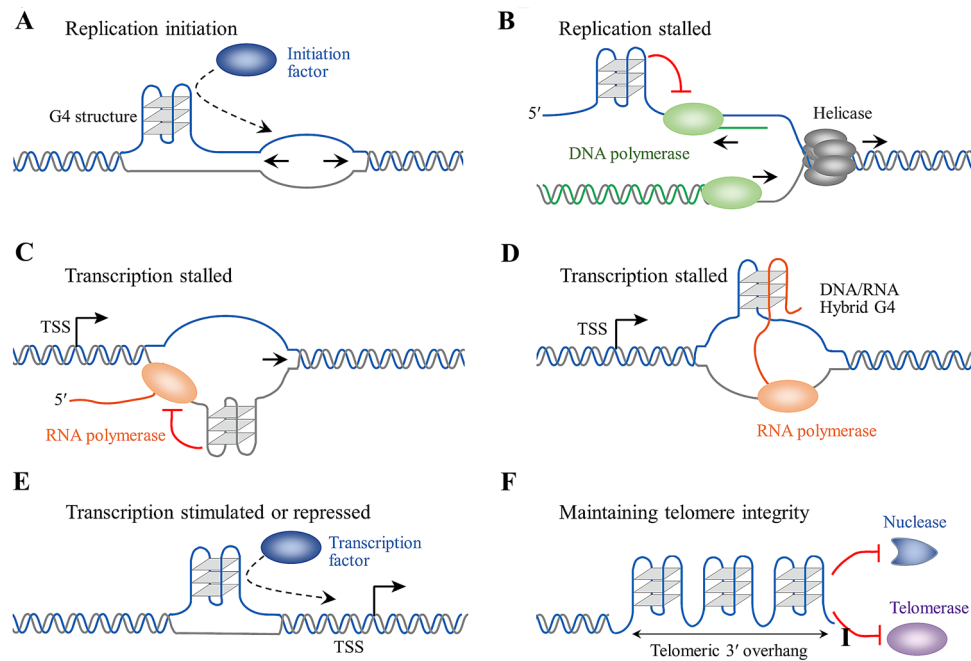 A
Replication initiation
Initiation
factor
G4 structure
B
Replication stalled
5′
Helicase
DNA polymerase
C
Transcription stalled
TSS
5′
RNA polymerase
D
Transcription stalled
DNA/RNA
Hybrid G4
TSS
RNA polymerase
E
Transcription stimulated or repressed
Transcription
factor
TSS
F
Maintaining telomere integrity
Nuclease
Telomerase
I
Telomeric 3′ overhang